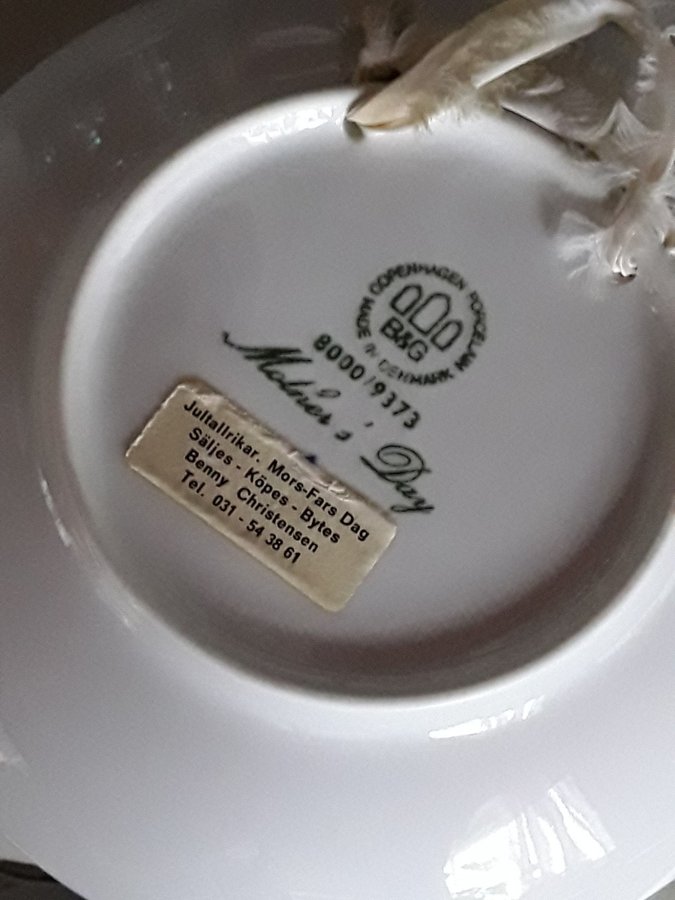 COPENHAGEN PORCELAIN MADE IN DENMARK
B&G
8000/9373
Mother's Day
Jultallrikar. Mors-Fars Dag
Säljes - Köpes - Bytes
Benny Christensen
Tel. 031 - 54 38 61